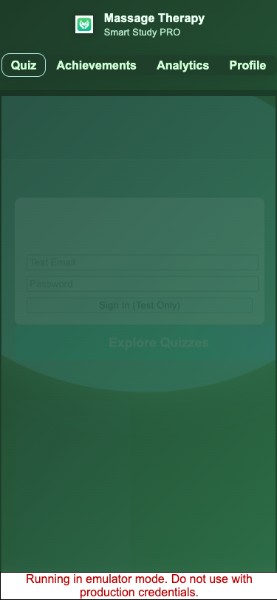 Massage Therapy
Smart Study PRO
Quiz Achievements Analytics Profile
Test Email
Password
Sign In (Test Only)
Explore Quizzes
Running in emulator mode. Do not use with
production credentials.